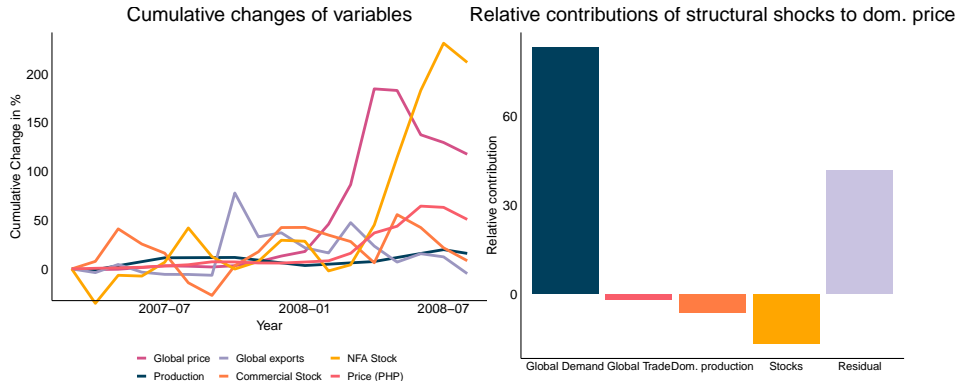 Cumulative changes of variables
Cumulative Change in %
200
150
100
50
0
2007–07
2008–01
2008–07
Year
Global price
Global exports
NFA Stock
Production
Commercial Stock
Price (PHP)
Relative contributions of structural shocks to dom. price
Relative contribution
60
30
0
Global Demand
Global Trade
Dom. production
Stocks
Residual